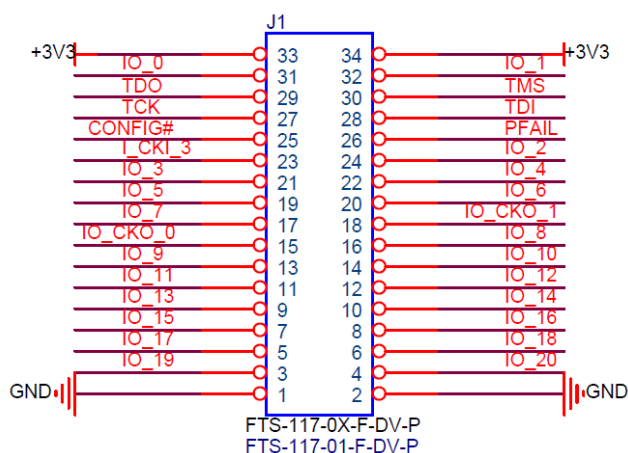 J1
+3V3 33 34 +3V3
IO_0 31 32 IO_1
TDO 29 30 TMS
TCK 27 28 TDI
CONFIG# 25 26 PFAIL
I_CKI_3 23 24 IO_2
IO_3 21 22 IO_4
IO_5 19 20 IO_6
IO_7 17 18 IO_CKO_1
IO_CKO_0 15 16 IO_8
IO_9 13 14 IO_10
IO_11 11 12 IO_12
IO_13 9 10 IO_14
IO_15 7 8 IO_16
IO_17 5 6 IO_18
IO_19 3 4 IO_20
GND 1 2 GND
FTS-117-0X-F-DV-P
FTS-117-01-F-DV-P